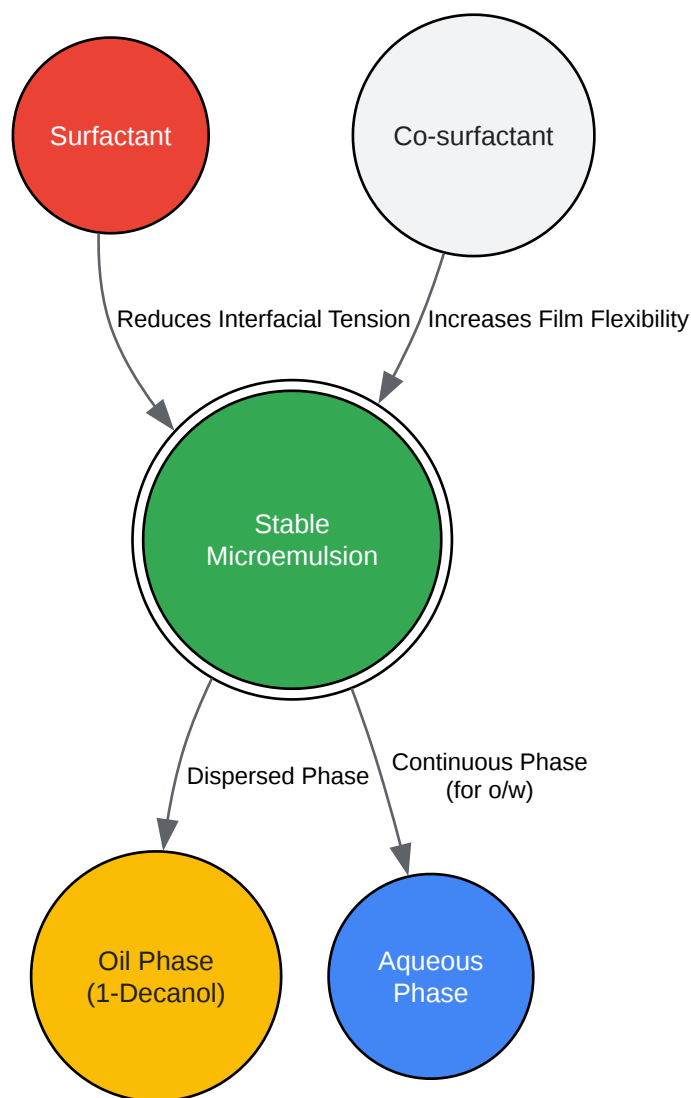 Surfactant
Co-surfactant
Reduces Interfacial Tension
Increases Film Flexibility
Stable
Microemulsion
Dispersed Phase
Continuous Phase
(for o/w)
Oil Phase
(1-Decanol)
Aqueous
Phase